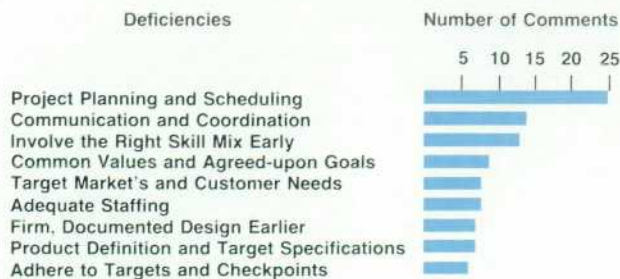 Deficiencies Number of Comments
5 10 15 20 25
Project Planning and Scheduling
Communication and Coordination
Involve the Right Skill Mix Early
Common Values and Agreed-upon Goals
Target Market's and Customer Needs
Adequate Staffing
Firm, Documented Design Earlier
Product Definition and Target Specifications
Adhere to Targets and Checkpoints